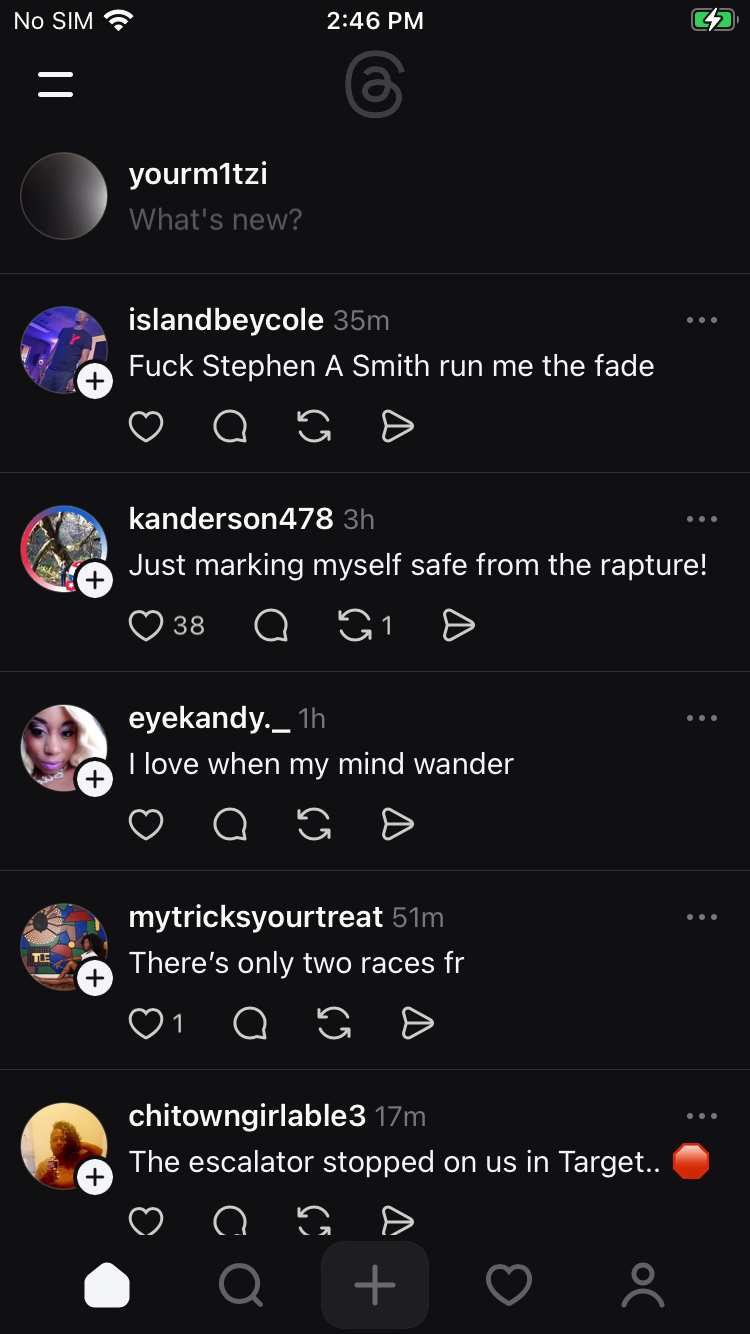 No SIM 2:46 PM
yourm1tzi
What's new?
islandbeycole 35m
Fuck Stephen A Smith run me the fade
kanderson478 3h
Just marking myself safe from the rapture!
38 1
eyekandy._ 1h
I love when my mind wander
mytricksyourtreat 51m
There’s only two races fr
1
chitowngirlable3 17m
The escalator stopped on us in Target.. 🛑